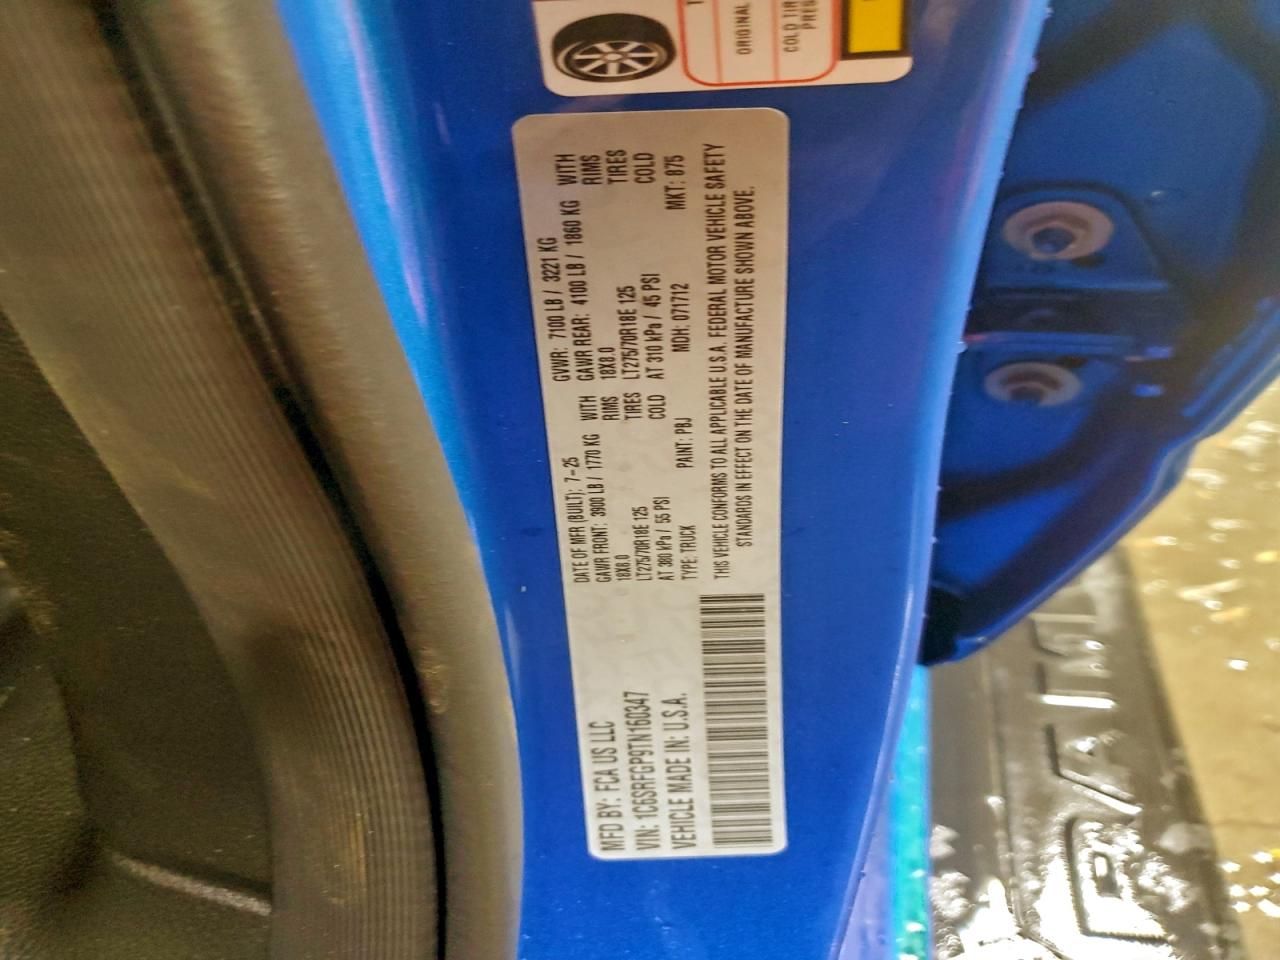 MFD BY: FCA US LLC
VIN: 1C6SRFGP9TN160347
VEHICLE MADE IN: U.S.A.
DATE OF MFR (BUILT): 7-25
GAWR FRONT: 3900 LB / 1770 KG WITH
18X8.0 RIMS
LT275/70R18E 125 TIRES
AT 380 kPa / 55 PSI COLD
GVWR: 7100 LB / 3221 KG
GAWR REAR: 4100 LB / 1860 KG WITH
18X8.0 RIMS
LT275/70R18E 125 TIRES
AT 310 kPa / 45 PSI COLD
TYPE: TRUCK PAINT: PBJ MDH: 071712 MKT: 875
THIS VEHICLE CONFORMS TO ALL APPLICABLE U.S.A. FEDERAL MOTOR VEHICLE SAFETY
STANDARDS IN EFFECT ON THE DATE OF MANUFACTURE SHOWN ABOVE.
ORIGINAL
COLD
RAM